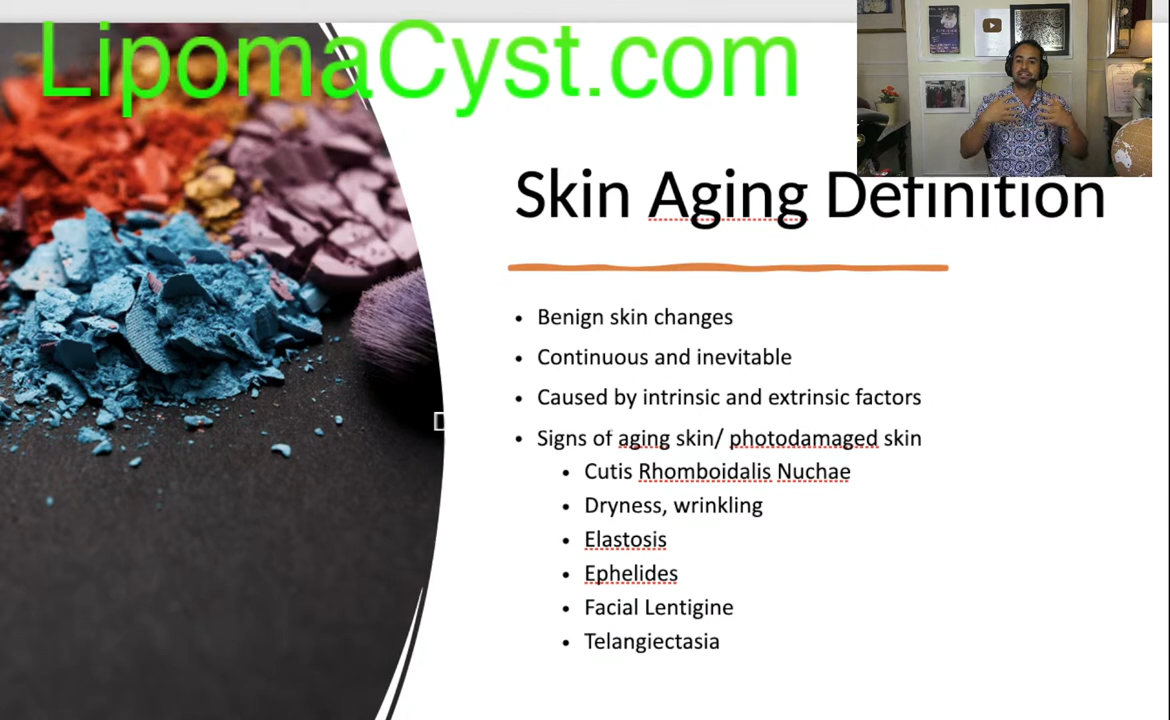 LipomaCyst.com
Skin Aging Definition
Benign skin changes
Continuous and inevitable
Caused by intrinsic and extrinsic factors
Signs of aging skin/ photodamaged skin
Cutis Rhomboidalis Nuchae
Dryness, wrinkling
Elastosis
Ephelides
Facial Lentigine
Telangiectasia